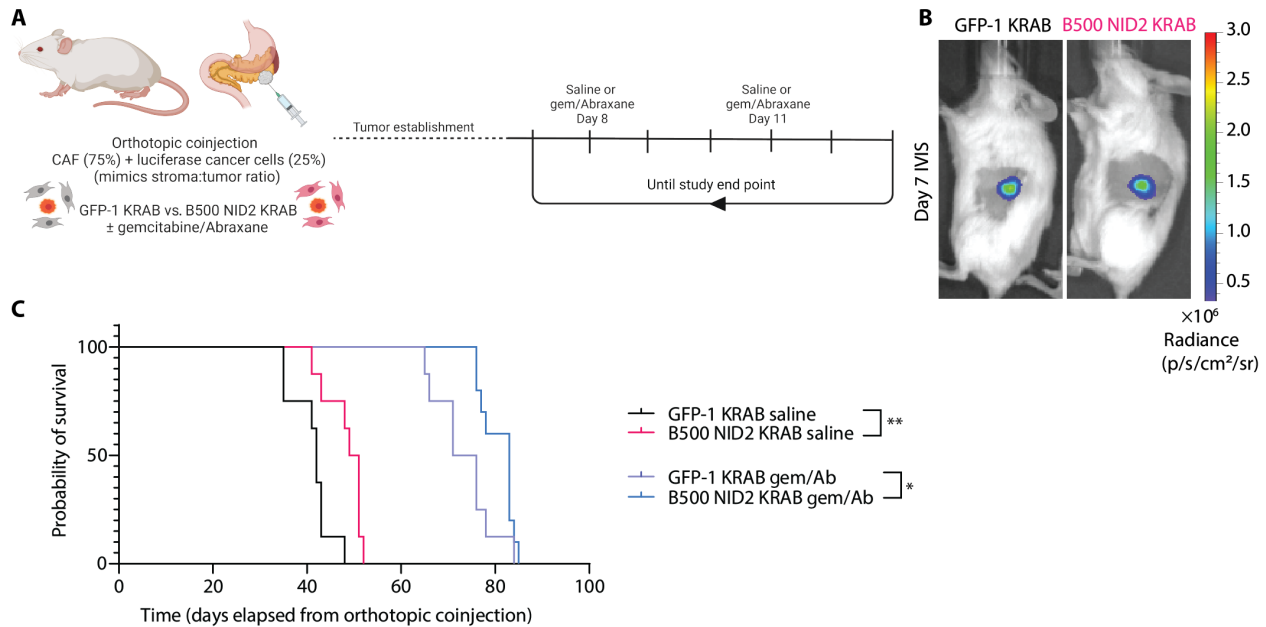 A
Orthotopic coinjection
CAF (75%) + luciferase cancer cells (25%)
(mimics stroma:tumor ratio)
GFP-1 KRAB vs. B500 NID2 KRAB
± gemcitabine/Abraxane
Tumor establishment
Saline or
gem/Abraxane
Day 8
Saline or
gem/Abraxane
Day 11
Until study end point
B
GFP-1 KRAB B500 NID2 KRAB
Day 7 IVIS
3.0
2.5
2.0
1.5
1.0
0.5
×10⁶
Radiance
(p/s/cm²/sr)
C
Probability of survival
100
50
0
0 20 40 60 80 100
Time (days elapsed from orthotopic coinjection)
GFP-1 KRAB saline
B500 NID2 KRAB saline
**
GFP-1 KRAB gem/Ab
B500 NID2 KRAB gem/Ab
*